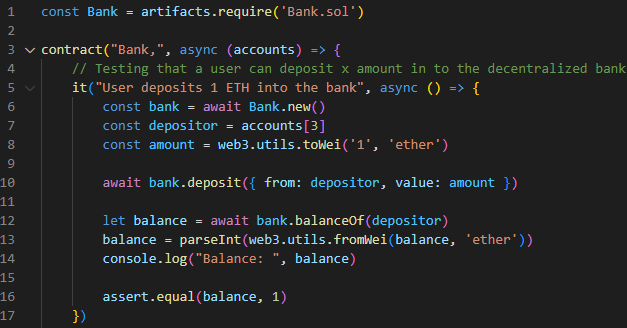 1 const Bank = artifacts.require('Bank.sol')
2
3 contract("Bank,", async (accounts) => {
4 // Testing that a user can deposit x amount in to the decentralized bank
5 it("User deposits 1 ETH into the bank", async () => {
6 const bank = await Bank.new()
7 const depositor = accounts[3]
8 const amount = web3.utils.toWei('1', 'ether')
9
10 await bank.deposit({ from: depositor, value: amount })
11
12 let balance = await bank.balanceOf(depositor)
13 balance = parseInt(web3.utils.fromWei(balance, 'ether'))
14 console.log("Balance: ", balance)
15
16 assert.equal(balance, 1)
17 })